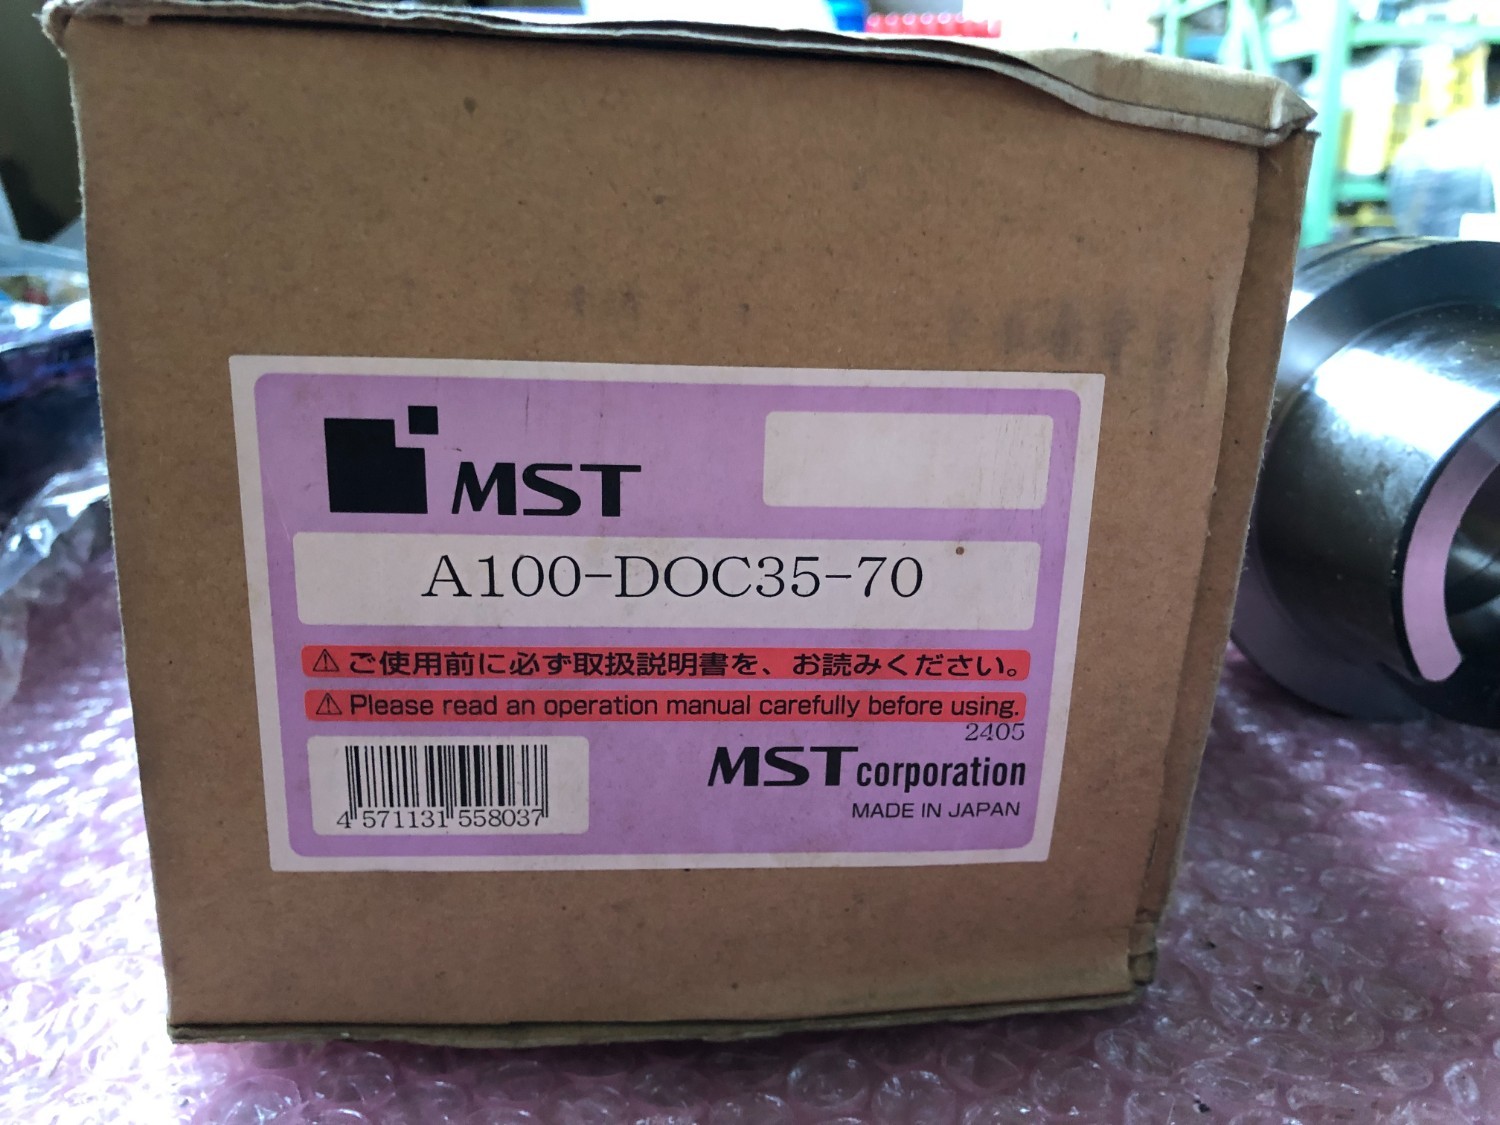 MST
A100-DOC35-70
⚠ご使用前に必ず取扱説明書を、お読みください。
⚠Please read an operation manual carefully before using.
2405
MST corporation
MADE IN JAPAN
4 571131 558037